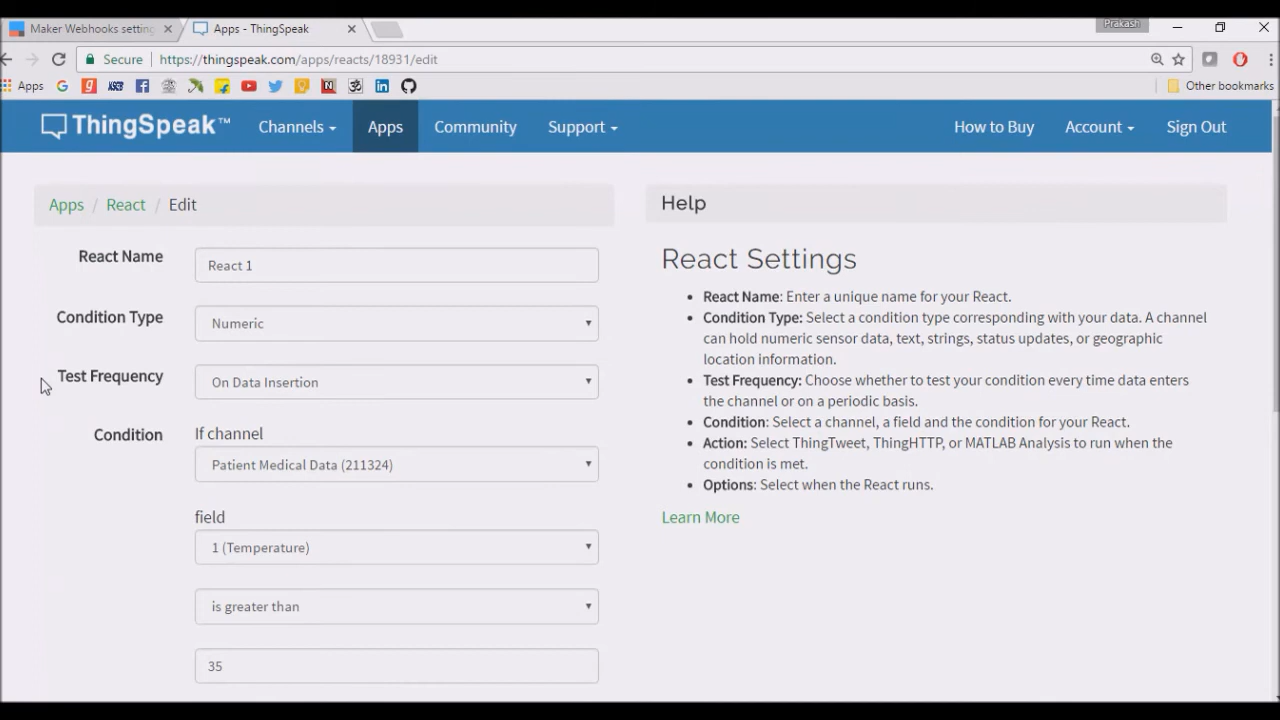 Maker Webhooks setting
Apps - ThingSpeak
Prakash
Secure
https://thingspeak.com/apps/reacts/18931/edit
Apps
Other bookmarks
ThingSpeak™
Channels
Apps
Community
Support
How to Buy
Account
Sign Out
Apps / React / Edit
React Name
React 1
Condition Type
Numeric
Test Frequency
On Data Insertion
Condition
If channel
Patient Medical Data (211324)
field
1 (Temperature)
is greater than
35
Help
React Settings
• React Name: Enter a unique name for your React.
• Condition Type: Select a condition type corresponding with your data. A channel
can hold numeric sensor data, text, strings, status updates, or geographic
location information.
• Test Frequency: Choose whether to test your condition every time data enters
the channel or on a periodic basis.
• Condition: Select a channel, a field and the condition for your React.
• Action: Select ThingTweet, ThingHTTP, or MATLAB Analysis to run when the
condition is met.
• Options: Select when the React runs.
Learn More